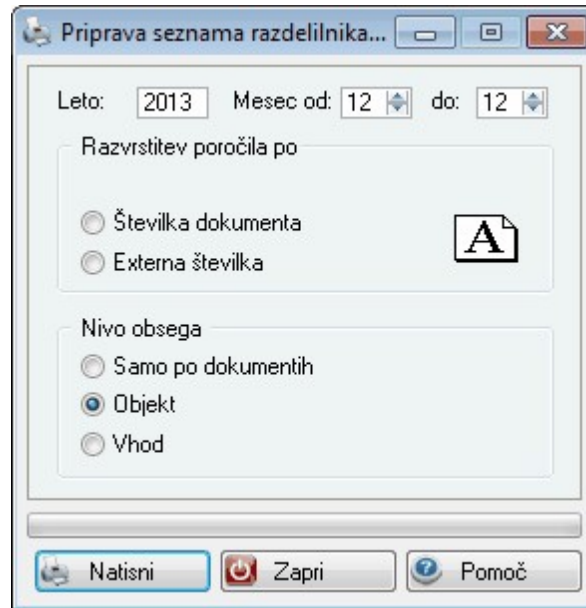 Priprava seznama razdelilnika...
Leto: 2013 Mesec od: 12 do: 12
Razvrstitev poročila po
Številka dokumenta
Externa številka
A
Nivo obsega
Samo po dokumentih
Objekt
Vhod
Natisni Zapri Pomoč